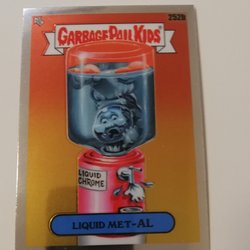 252b
GARBAGE PAIL KIDS
LIQUID
CHROME
LIQUID MET-AL